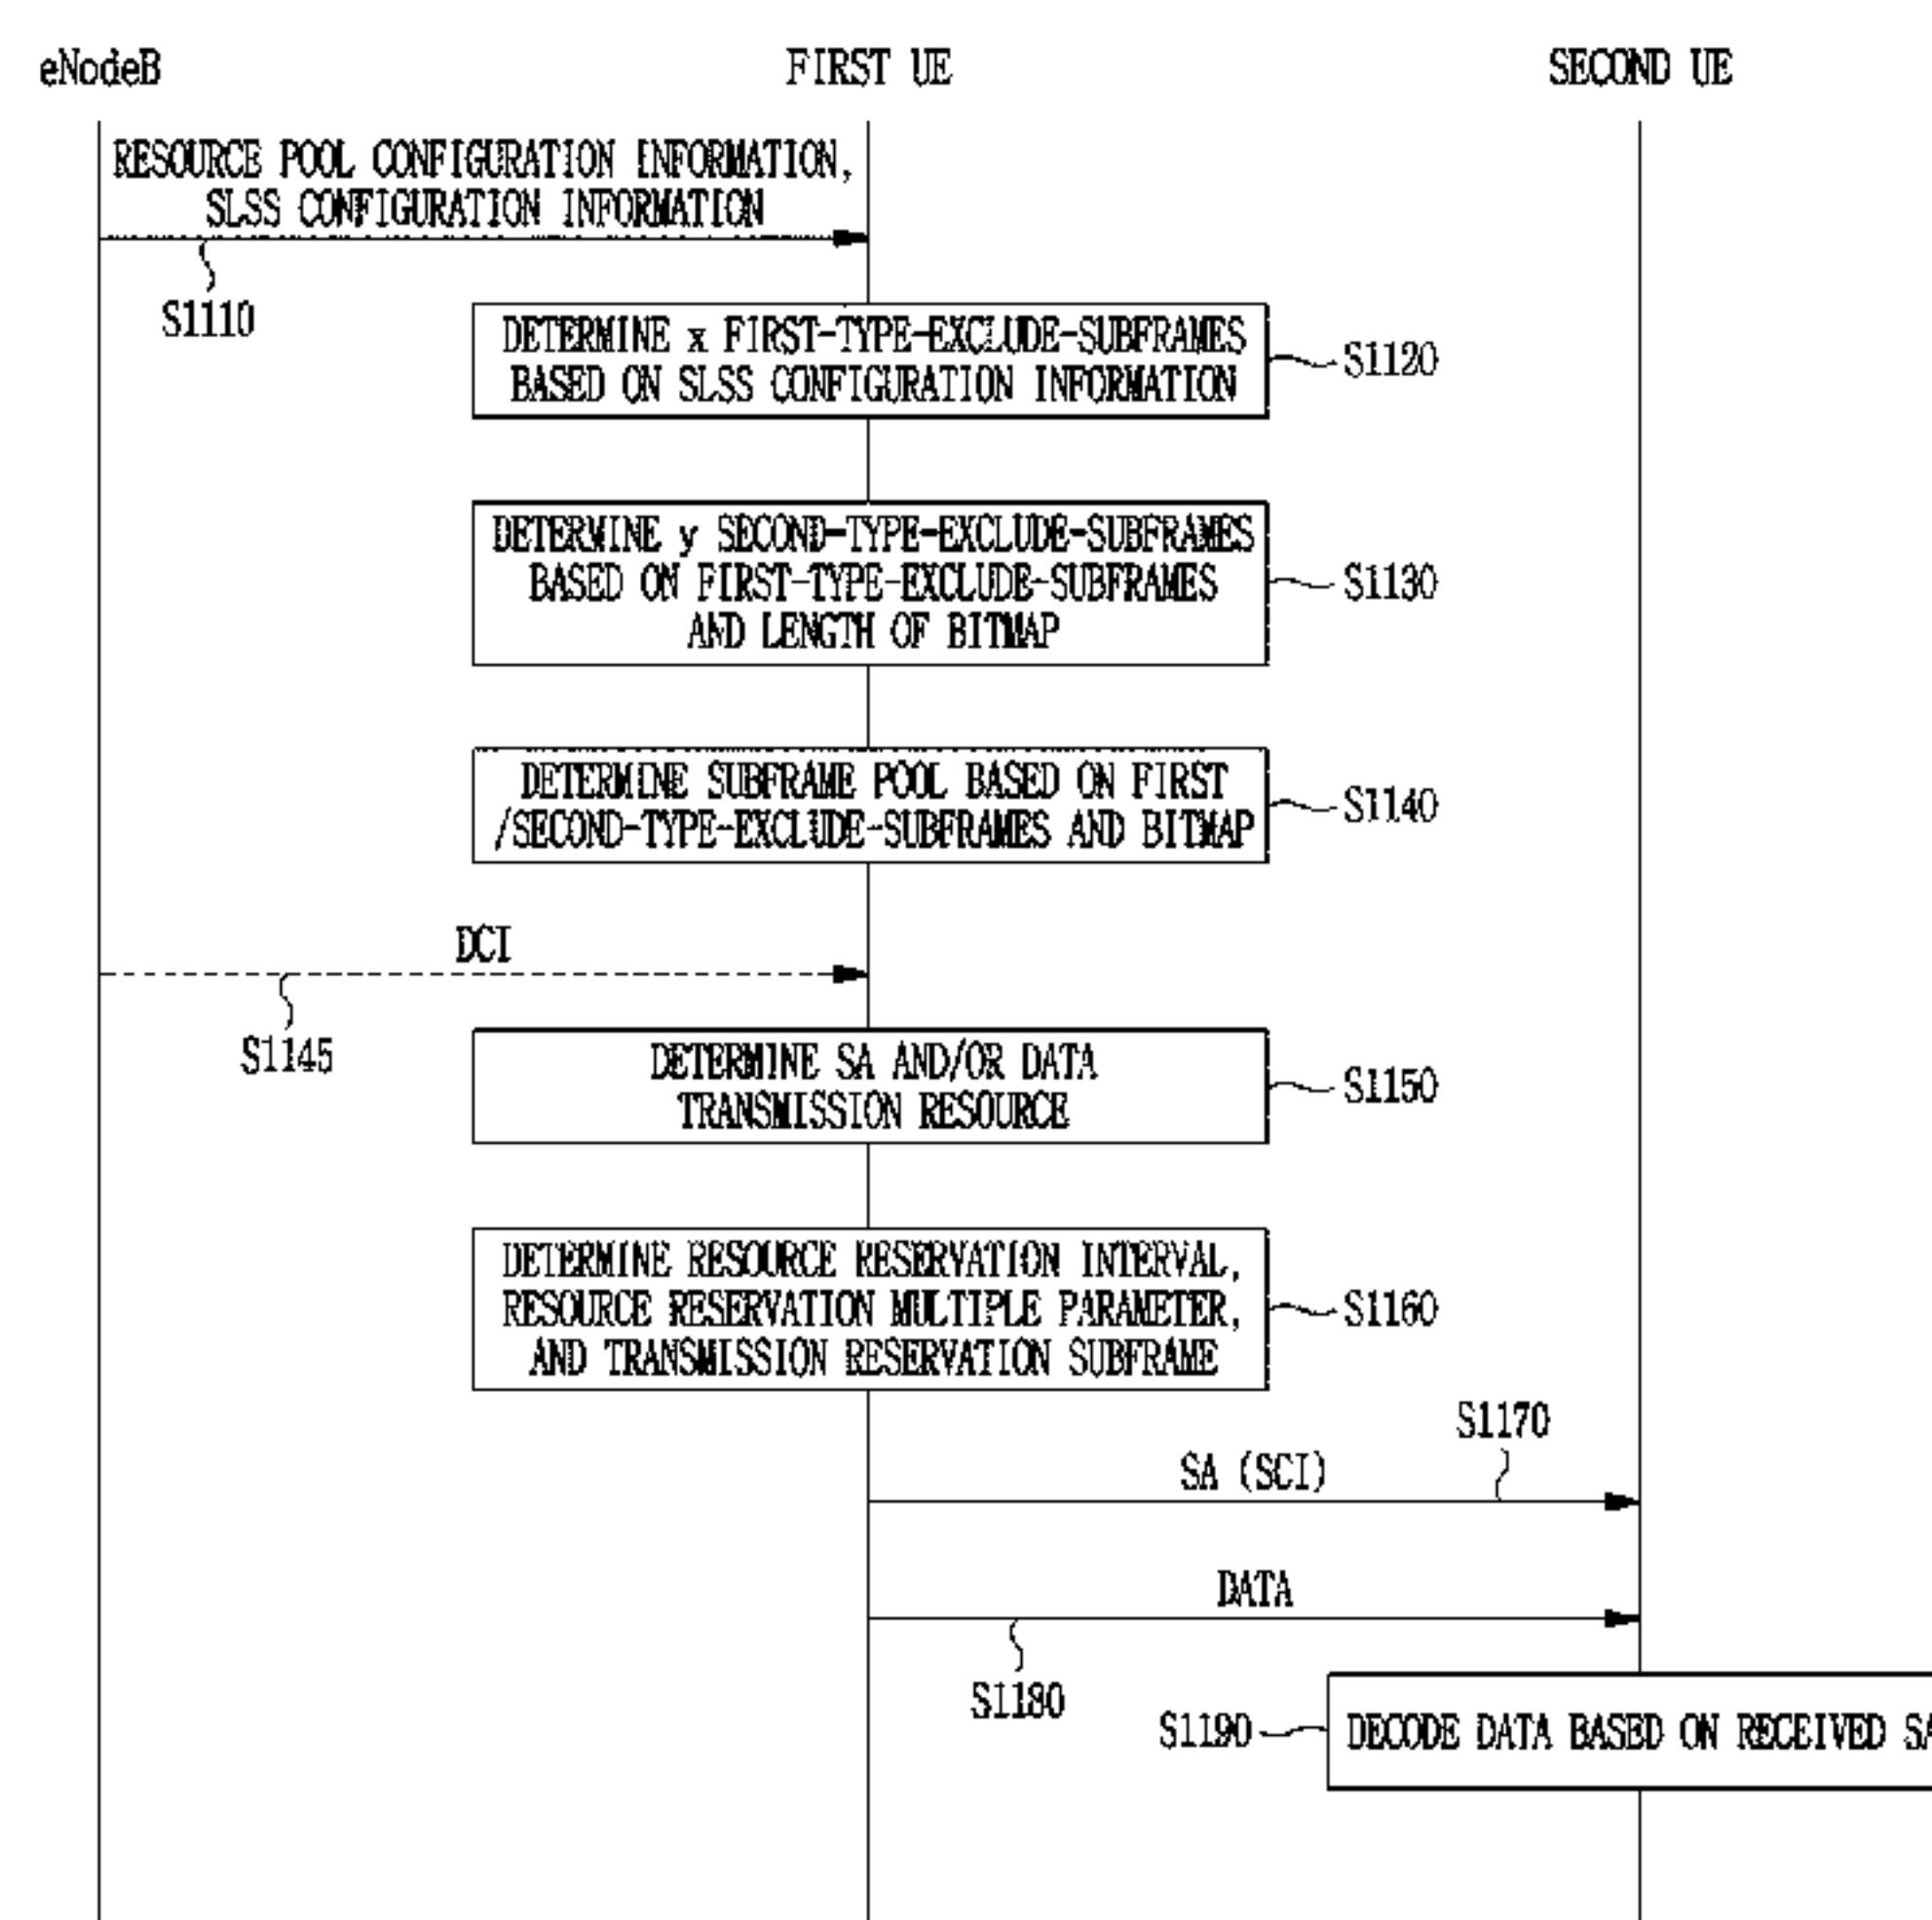 eNodeB
FIRST UE
SECOND UE
RESOURCE POOL CONFIGURATION INFORMATION,
SLSS CONFIGURATION INFORMATION
S1110
DETERMINE x FIRST-TYPE-EXCLUDE-SUBFRAMES
BASED ON SLSS CONFIGURATION INFORMATION
S1120
DETERMINE y SECOND-TYPE-EXCLUDE-SUBFRAMES
BASED ON FIRST-TYPE-EXCLUDE-SUBFRAMES
AND LENGTH OF BITMAP
S1130
DETERMINE SUBFRAME POOL BASED ON FIRST
/SECOND-TYPE-EXCLUDE-SUBFRAMES AND BITMAP
S1140
DCI
S1145
DETERMINE SA AND/OR DATA
TRANSMISSION RESOURCE
S1150
DETERMINE RESOURCE RESERVATION INTERVAL,
RESOURCE RESERVATION MULTIPLE PARAMETER,
AND TRANSMISSION RESERVATION SUBFRAME
S1160
S1170
SA (SCI)
DATA
S1180
S1190
DECODE DATA BASED ON RECEIVED SA